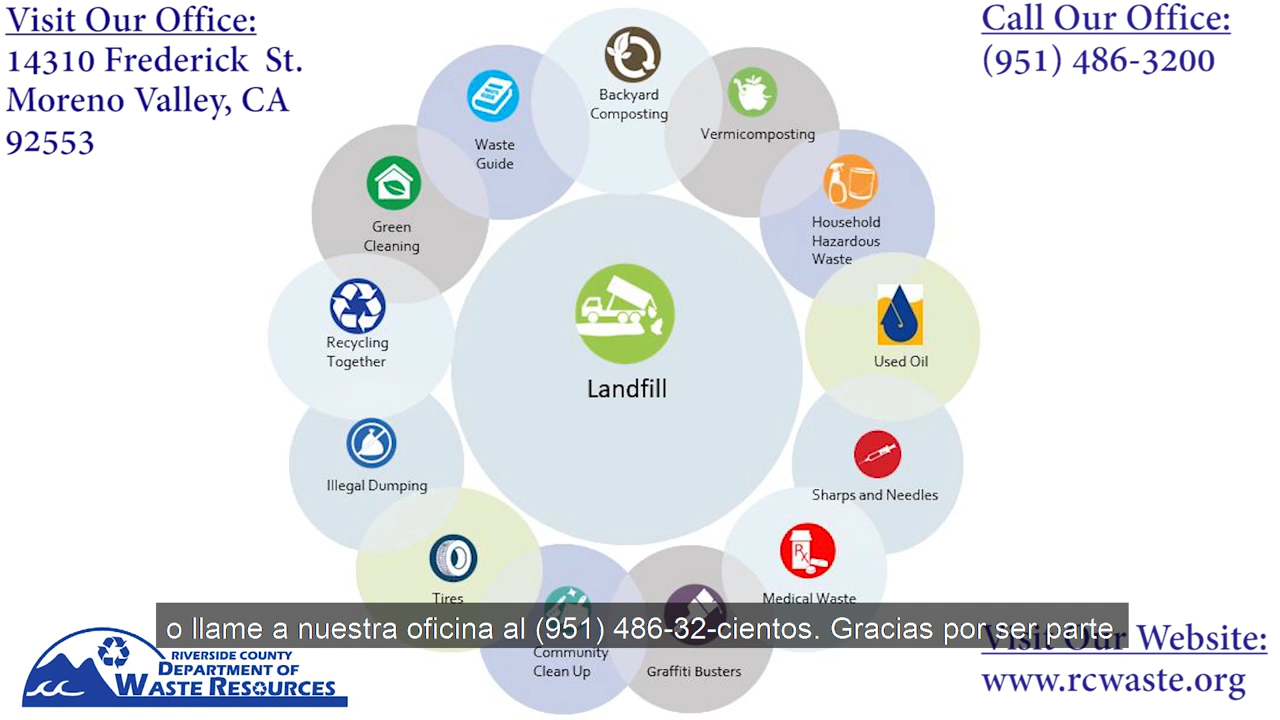 Visit Our Office:
14310 Frederick St.
Moreno Valley, CA
92553
Call Our Office:
(951) 486-3200
Backyard
Composting
Vermicomposting
Household
Hazardous
Waste
Used Oil
Sharps and Needles
Medical Waste
Graffiti Busters
Community
Clean Up
Tires
Illegal Dumping
Recycling
Together
Green
Cleaning
Waste
Guide
Landfill
o llame a nuestra oficina al (951) 486-32-cientos. Gracias por ser parte
RIVERSIDE COUNTY
DEPARTMENT OF
WASTE RESOURCES
Visit Our Website:
www.rcwaste.org